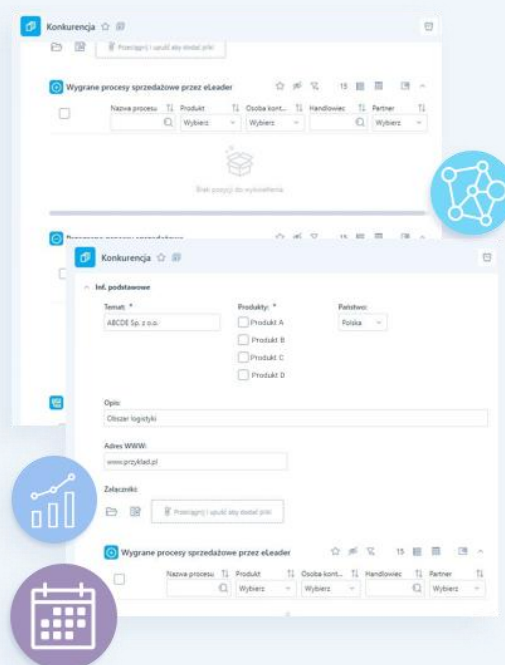 Konkurencja
Przeciągnij i upuść aby dodać pliki
Wygrane procesy sprzedażowe przez eLeader
15
Nazwa procesu Produkt Osoba kont... Handlowiec Partner
Wybierz Wybierz Wybierz
Brak pozycji do wyświetlenia
15
Konkurencja
Inf. podstawowe
Temat: * Produkty: * Państwo:
ABCDE Sp. z o.o. Produkt A Polska
Produkt B
Produkt C
Produkt D
Opis:
Obszar logistyki
Adres WWW:
www.przyklad.pl
Załączniki:
Przeciągnij i upuść aby dodać pliki
Wygrane procesy sprzedażowe przez eLeader
15
Nazwa procesu Produkt Osoba kont... Handlowiec Partner
Wybierz Wybierz Wybierz